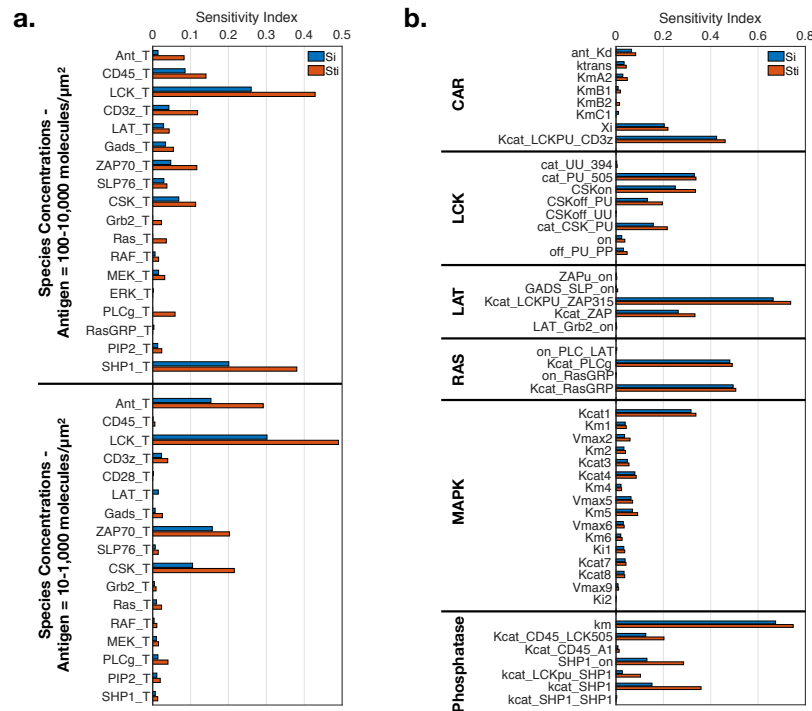 a.
Sensitivity Index
0 0.1 0.2 0.3 0.4 0.5
Si
Sti
Species Concentrations -
Antigen = 100-10,000 molecules/µm²
Ant_T
CD45_T
LCK_T
CD3z_T
LAT_T
Gads_T
ZAP70_T
SLP76_T
CSK_T
Grb2_T
Ras_T
RAF_T
MEK_T
ERK_T
PLCg_T
RasGRP_T
PIP2_T
SHP1_T
Species Concentrations -
Antigen = 10-1,000 molecules/µm²
Ant_T
CD45_T
LCK_T
CD3z_T
CD28_T
LAT_T
Gads_T
ZAP70_T
SLP76_T
CSK_T
Grb2_T
Ras_T
RAF_T
MEK_T
PLCg_T
PIP2_T
SHP1_T
b.
Sensitivity Index
0 0.2 0.4 0.6 0.8
Si
Sti
CAR
ant_Kd
ktrans
KmA2
KmB1
KmB2
KmC1
Xi
Kcat_LCKPU_CD3z
LCK
cat_UU_394
cat_PU_505
CSKon
CSKoff_PU
CSKoff_UU
cat_CSK_PU
on
off_PU_PP
LAT
ZAPu_on
GADS_SLP_on
Kcat_LCKPU_ZAP315
Kcat_ZAP
LAT_Grb2_on
RAS
on_PLC_LAT
Kcat_PLCg
on_RasGRP
Kcat_RasGRP
MAPK
Kcat1
Km1
Vmax2
Km2
Kcat3
Kcat4
Km4
Vmax5
Km5
Vmax6
Km6
Ki1
Kcat7
Kcat8
Vmax9
Ki2
Phosphatase
km
Kcat_CD45_LCK505
Kcat_CD45_A1
SHP1_on
kcat_LCKpu_SHP1
kcat_SHP1
kcat_SHP1_SHP1